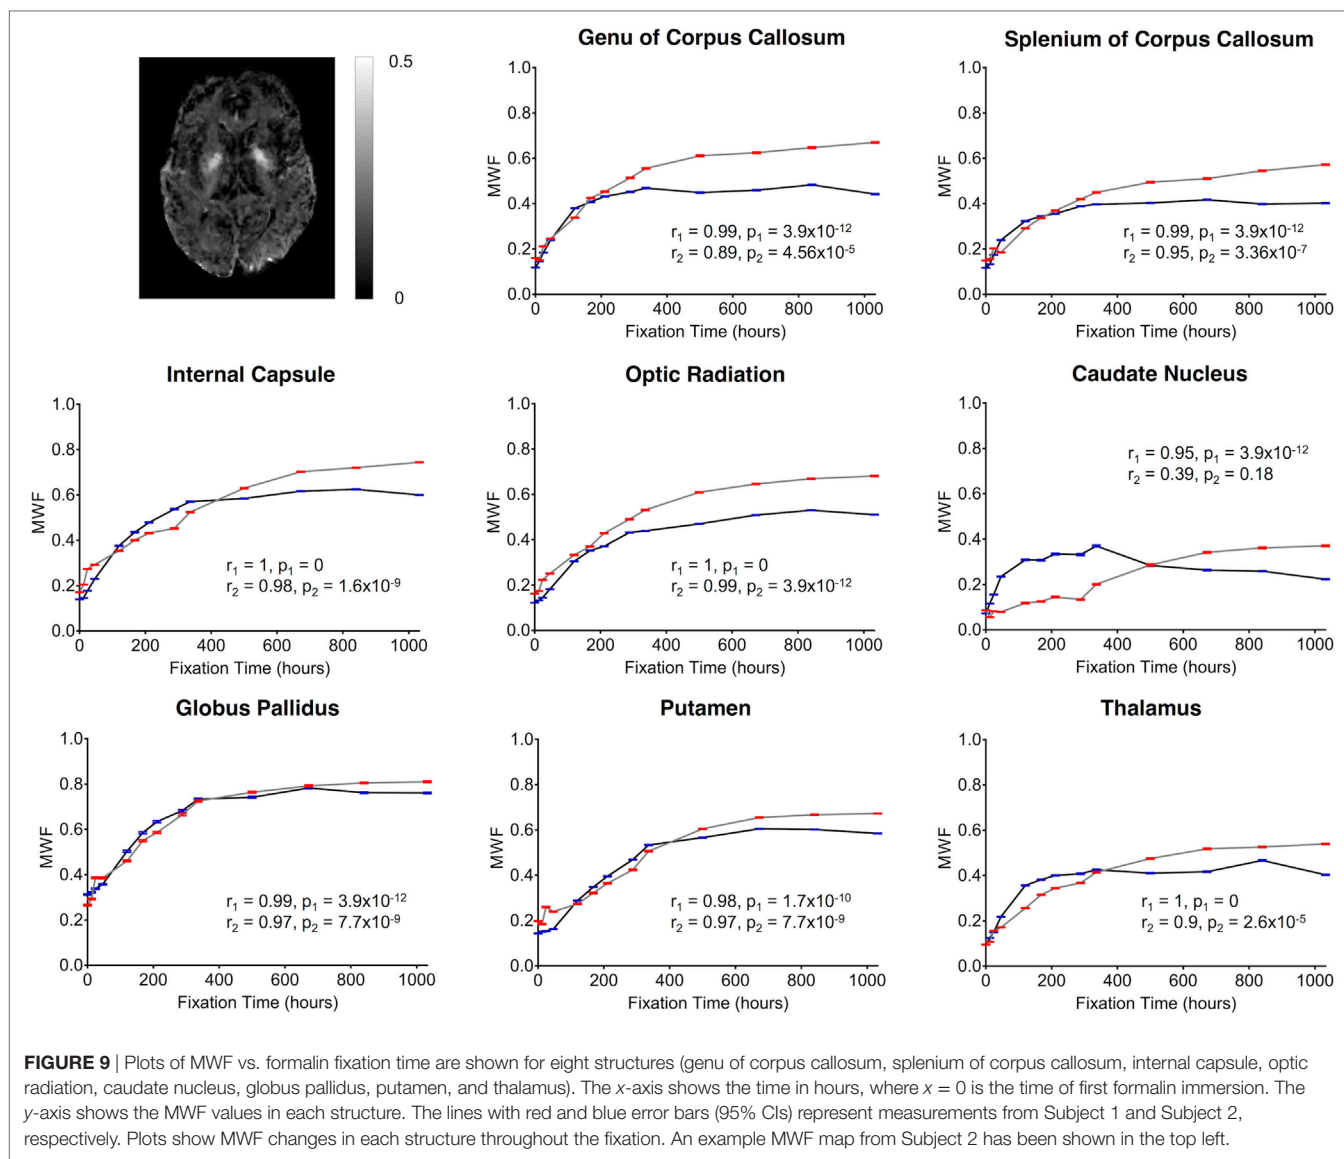 0.5
0
Genu of Corpus Callosum
1.0
0.8
0.6
0.4
0.2
0.0
MWF
r1 = 0.99, p1 = 3.9x10-12
r2 = 0.89, p2 = 4.56x10-5
0 200 400 600 800 1000
Fixation Time (hours)
Splenium of Corpus Callosum
1.0
0.8
0.6
0.4
0.2
0.0
MWF
r1 = 0.99, p1 = 3.9x10-12
r2 = 0.95, p2 = 3.36x10-7
0 200 400 600 800 1000
Fixation Time (hours)
Internal Capsule
1.0
0.8
0.6
0.4
0.2
0.0
MWF
r1 = 1, p1 = 0
r2 = 0.98, p2 = 1.6x10-9
0 200 400 600 800 1000
Fixation Time (hours)
Optic Radiation
1.0
0.8
0.6
0.4
0.2
0.0
MWF
r1 = 1, p1 = 0
r2 = 0.99, p2 = 3.9x10-12
0 200 400 600 800 1000
Fixation Time (hours)
Caudate Nucleus
1.0
0.8
0.6
0.4
0.2
0.0
MWF
r1 = 0.95, p1 = 3.9x10-12
r2 = 0.39, p2 = 0.18
0 200 400 600 800 1000
Fixation Time (hours)
Globus Pallidus
1.0
0.8
0.6
0.4
0.2
0.0
MWF
r1 = 0.99, p1 = 3.9x10-12
r2 = 0.97, p2 = 7.7x10-9
0 200 400 600 800 1000
Fixation Time (hours)
Putamen
1.0
0.8
0.6
0.4
0.2
0.0
MWF
r1 = 0.98, p1 = 1.7x10-10
r2 = 0.97, p2 = 7.7x10-9
0 200 400 600 800 1000
Fixation Time (hours)
Thalamus
1.0
0.8
0.6
0.4
0.2
0.0
MWF
r1 = 1, p1 = 0
r2 = 0.9, p2 = 2.6x10-5
0 200 400 600 800 1000
Fixation Time (hours)
FIGURE 9 | Plots of MWF vs. formalin fixation time are shown for eight structures (genu of corpus callosum, splenium of corpus callosum, internal capsule, optic
radiation, caudate nucleus, globus pallidus, putamen, and thalamus). The x-axis shows the time in hours, where x = 0 is the time of first formalin immersion. The
y-axis shows the MWF values in each structure. The lines with red and blue error bars (95% CIs) represent measurements from Subject 1 and Subject 2,
respectively. Plots show MWF changes in each structure throughout the fixation. An example MWF map from Subject 2 has been shown in the top left.